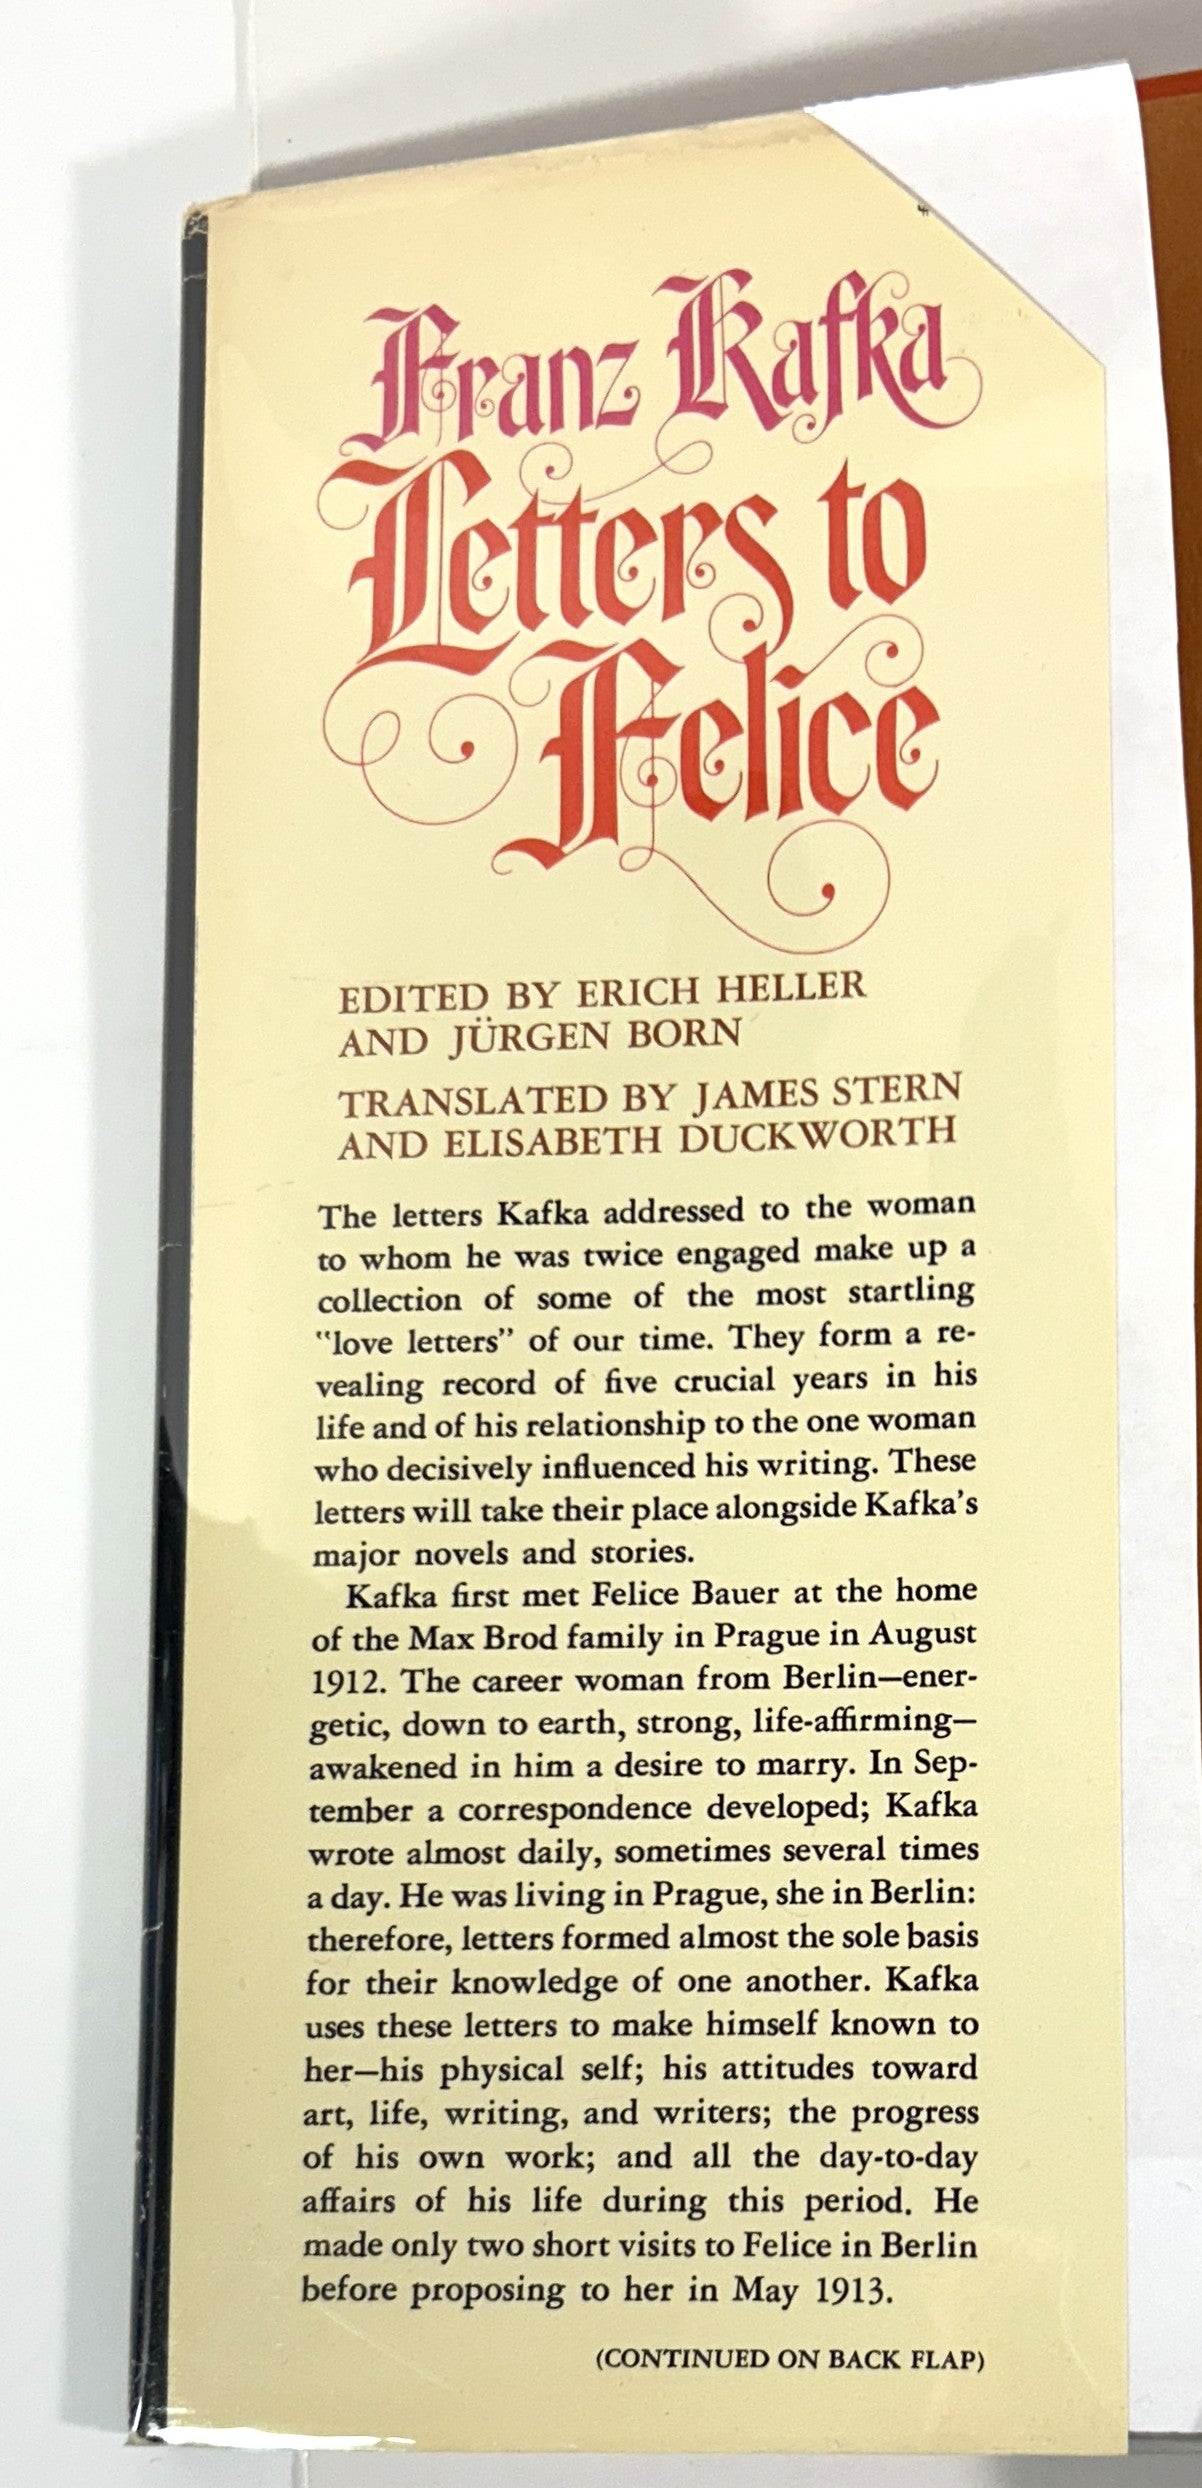 Franz Kafka
Letters to
Felice
EDITED BY ERICH HELLER
AND JÜRGEN BORN
TRANSLATED BY JAMES STERN
AND ELISABETH DUCKWORTH
The letters Kafka addressed to the woman
to whom he was twice engaged make up a
collection of some of the most startling
"love letters" of our time. They form a re-
vealing record of five crucial years in his
life and of his relationship to the one woman
who decisively influenced his writing. These
letters will take their place alongside Kafka's
major novels and stories.
Kafka first met Felice Bauer at the home
of the Max Brod family in Prague in August
1912. The career woman from Berlin—ener-
getic, down to earth, strong, life-affirming—
awakened in him a desire to marry. In Sep-
tember a correspondence developed; Kafka
wrote almost daily, sometimes several times
a day. He was living in Prague, she in Berlin:
therefore, letters formed almost the sole basis
for their knowledge of one another. Kafka
uses these letters to make himself known to
her—his physical self; his attitudes toward
art, life, writing, and writers; the progress
of his own work; and all the day-to-day
affairs of his life during this period. He
made only two short visits to Felice in Berlin
before proposing to her in May 1913.
(CONTINUED ON BACK FLAP)